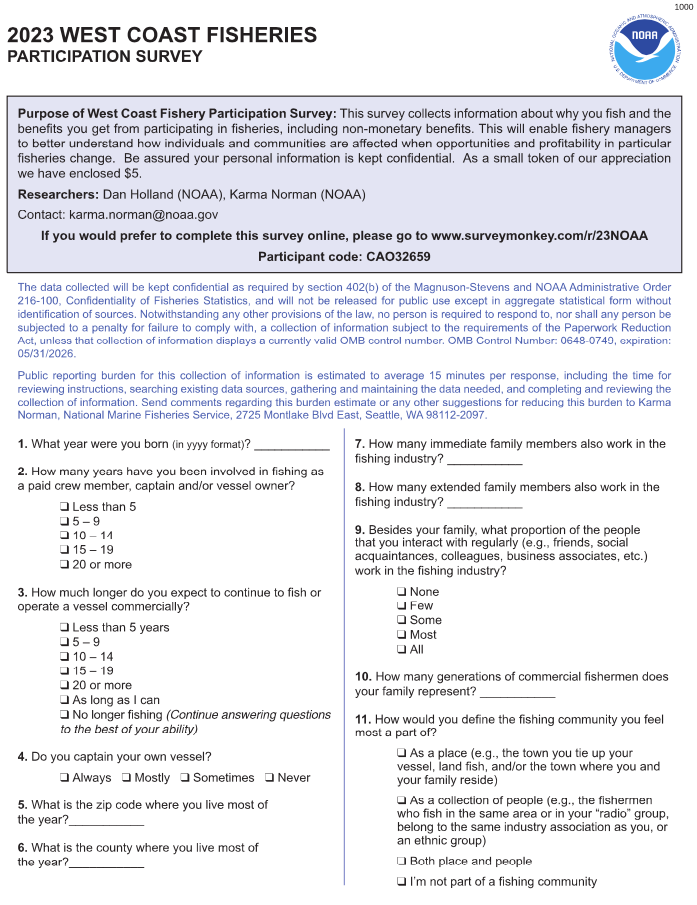 1000
2023 WEST COAST FISHERIES
PARTICIPATION SURVEY
NATIONAL OCEANIC AND ATMOSPHERIC ADMINISTRATION
NOAA
U.S. DEPARTMENT OF COMMERCE
Purpose of West Coast Fishery Participation Survey: This survey collects information about why you fish and the
benefits you get from participating in fisheries, including non-monetary benefits. This will enable fishery managers
to better understand how individuals and communities are affected when opportunities and profitability in particular
fisheries change.  Be assured your personal information is kept confidential.  As a small token of our appreciation
we have enclosed $5.
Researchers: Dan Holland (NOAA), Karma Norman (NOAA)
Contact: karma.norman@noaa.gov
If you would prefer to complete this survey online, please go to www.surveymonkey.com/r/23NOAA
Participant code: CAO32659
The data collected will be kept confidential as required by section 402(b) of the Magnuson-Stevens and NOAA Administrative Order
216-100, Confidentiality of Fisheries Statistics, and will not be released for public use except in aggregate statistical form without
identification of sources. Notwithstanding any other provisions of the law, no person is required to respond to, nor shall any person be
subjected to a penalty for failure to comply with, a collection of information subject to the requirements of the Paperwork Reduction
Act, unless that collection of information displays a currently valid OMB control number. OMB Control Number: 0648-0749, expiration:
05/31/2026.
Public reporting burden for this collection of information is estimated to average 15 minutes per response, including the time for
reviewing instructions, searching existing data sources, gathering and maintaining the data needed, and completing and reviewing the
collection of information. Send comments regarding this burden estimate or any other suggestions for reducing this burden to Karma
Norman, National Marine Fisheries Service, 2725 Montlake Blvd East, Seattle, WA 98112-2097.
1. What year were you born (in yyyy format)? ___________
2. How many years have you been involved in fishing as
a paid crew member, captain and/or vessel owner?
❏ Less than 5
❏ 5 – 9
❏ 10 – 14
❏ 15 – 19
❏ 20 or more
3. How much longer do you expect to continue to fish or
operate a vessel commercially?
❏ Less than 5 years
❏ 5 – 9
❏ 10 – 14
❏ 15 – 19
❏ 20 or more
❏ As long as I can
❏ No longer fishing (Continue answering questions
to the best of your ability)
4. Do you captain your own vessel?
❏ Always ❏ Mostly ❏ Sometimes ❏ Never
5. What is the zip code where you live most of
the year?___________
6. What is the county where you live most of
the year?___________
7. How many immediate family members also work in the
fishing industry? ___________
8. How many extended family members also work in the
fishing industry? ___________
9. Besides your family, what proportion of the people
that you interact with regularly (e.g., friends, social
acquaintances, colleagues, business associates, etc.)
work in the fishing industry?
❏ None
❏ Few
❏ Some
❏ Most
❏ All
10. How many generations of commercial fishermen does
your family represent? ___________
11. How would you define the fishing community you feel
most a part of?
❏ As a place (e.g., the town you tie up your
vessel, land fish, and/or the town where you and
your family reside)
❏ As a collection of people (e.g., the fishermen
who fish in the same area or in your “radio” group,
belong to the same industry association as you, or
an ethnic group)
❏ Both place and people
❏ I’m not part of a fishing community